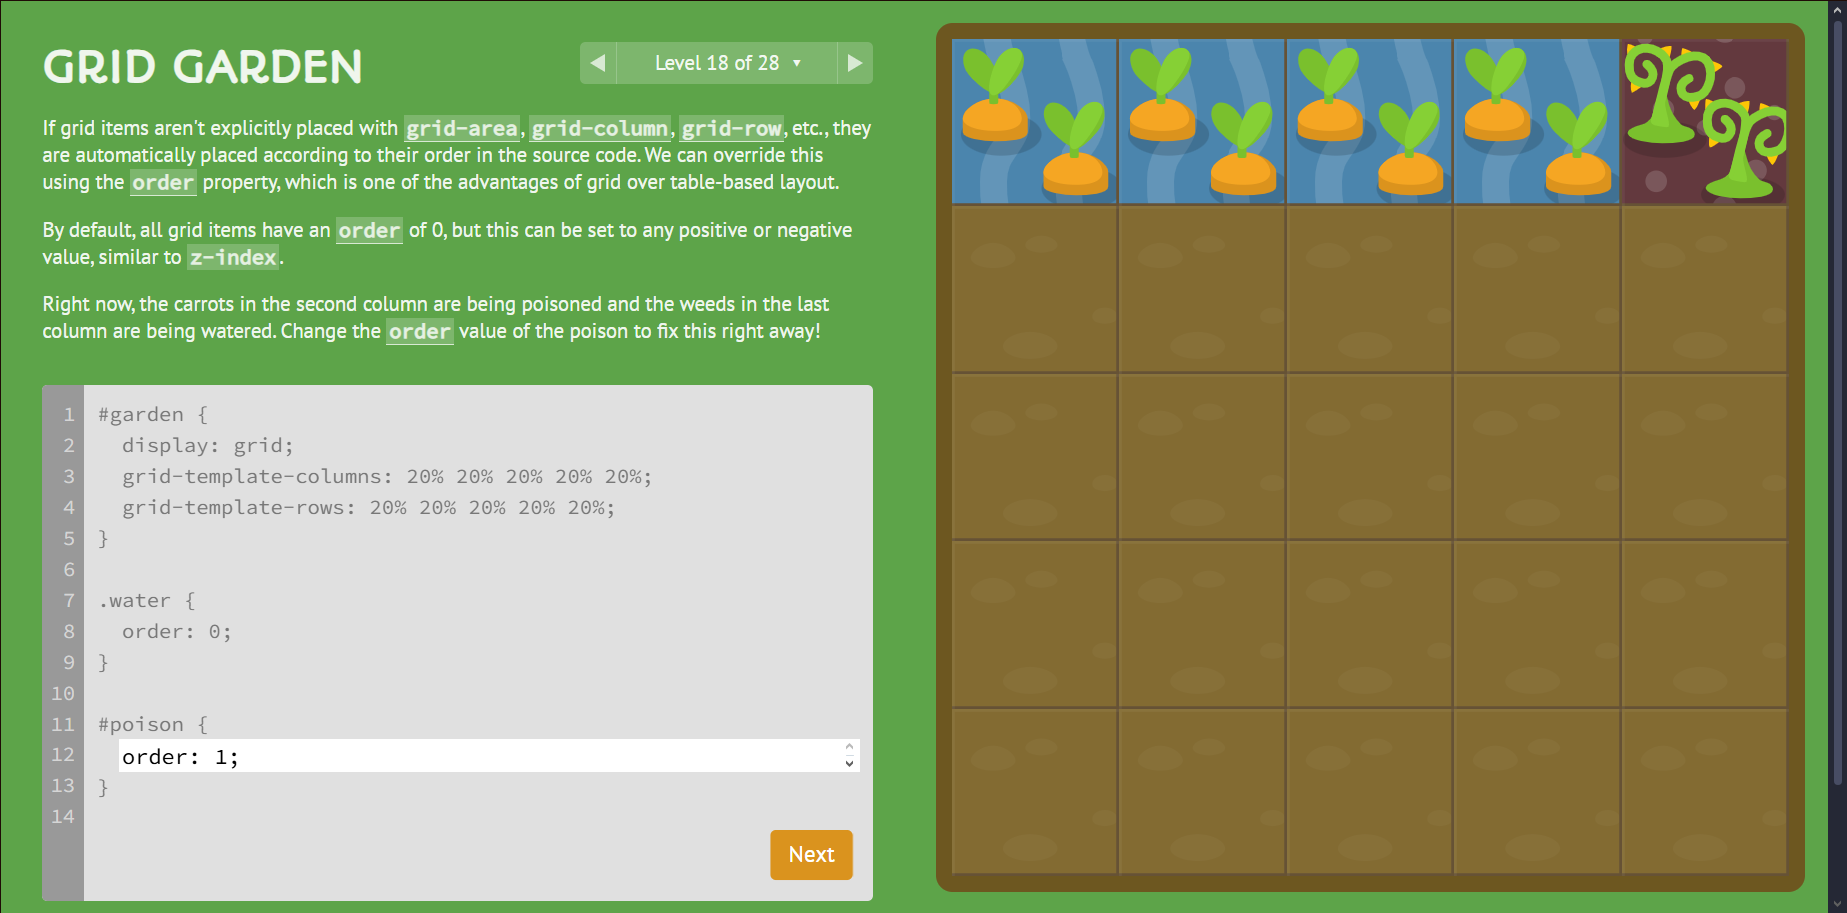 GRID GARDEN
Level 18 of 28
If grid items aren't explicitly placed with grid-area, grid-column, grid-row, etc., they
are automatically placed according to their order in the source code. We can override this
using the order property, which is one of the advantages of grid over table-based layout.
By default, all grid items have an order of 0, but this can be set to any positive or negative
value, similar to z-index.
Right now, the carrots in the second column are being poisoned and the weeds in the last
column are being watered. Change the order value of the poison to fix this right away!
1 #garden {
2 display: grid;
3 grid-template-columns: 20% 20% 20% 20% 20%;
4 grid-template-rows: 20% 20% 20% 20% 20%;
5 }
6
7 .water {
8 order: 0;
9 }
10
11 #poison {
12 order: 1;
13 }
14
Next